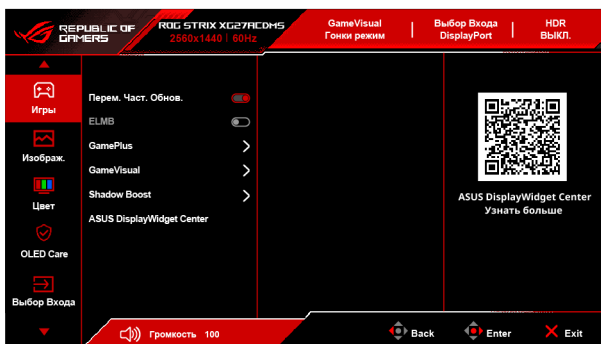 REPUBLIC OF
GAMERS
ROG STRIX XG27ACDMS
2560x1440 | 60Hz
GameVisual
Гонки режим
Выбор Входа
DisplayPort
HDR
ВЫКЛ.
Игры
Изображ.
Цвет
OLED Care
Выбор Входа
Перем. Част. Обнов.
ELMB
GamePlus
GameVisual
Shadow Boost
ASUS DisplayWidget Center
ASUS DisplayWidget Center
Узнать больше
Громкость 100
Back
Enter
Exit